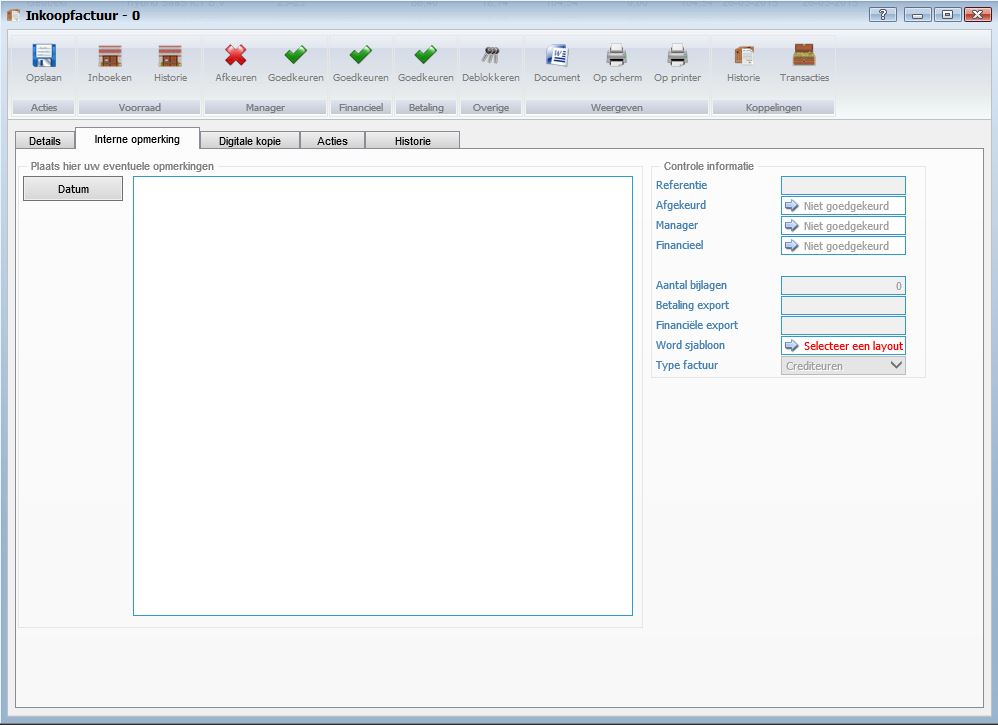 Inkoopfactuur - 0
Opslaan Inboeken Historie Afkeuren Goedkeuren Goedkeuren Goedkeuren Deblokkeren Document Op scherm Op printer Historie Transacties
Acties Voorraad Manager Financieel Betaling Overige Weergeven Koppelingen
Details Interne opmerking Digitale kopie Acties Historie
Plaats hier uw eventuele opmerkingen
Datum
Controle informatie
Referentie
Afgekeurd Niet goedgekeurd
Manager Niet goedgekeurd
Financieel Niet goedgekeurd
Aantal bijlagen 0
Betaling export
Financiële export
Word sjabloon Selecteer een layout
Type factuur Crediteuren